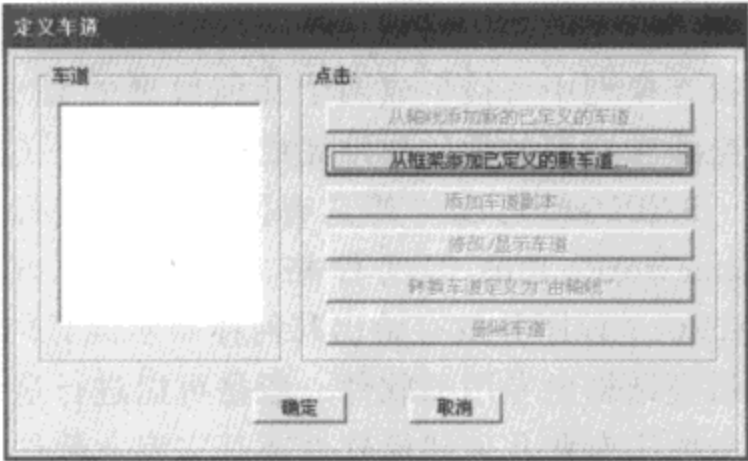 定义车道
车道
点击:
从轴线添加新的已定义的车道
从框架添加已定义的新车道...
添加车道副本
修改/显示车道
转换车道定义为"由轴线"
删除车道
确定
取消